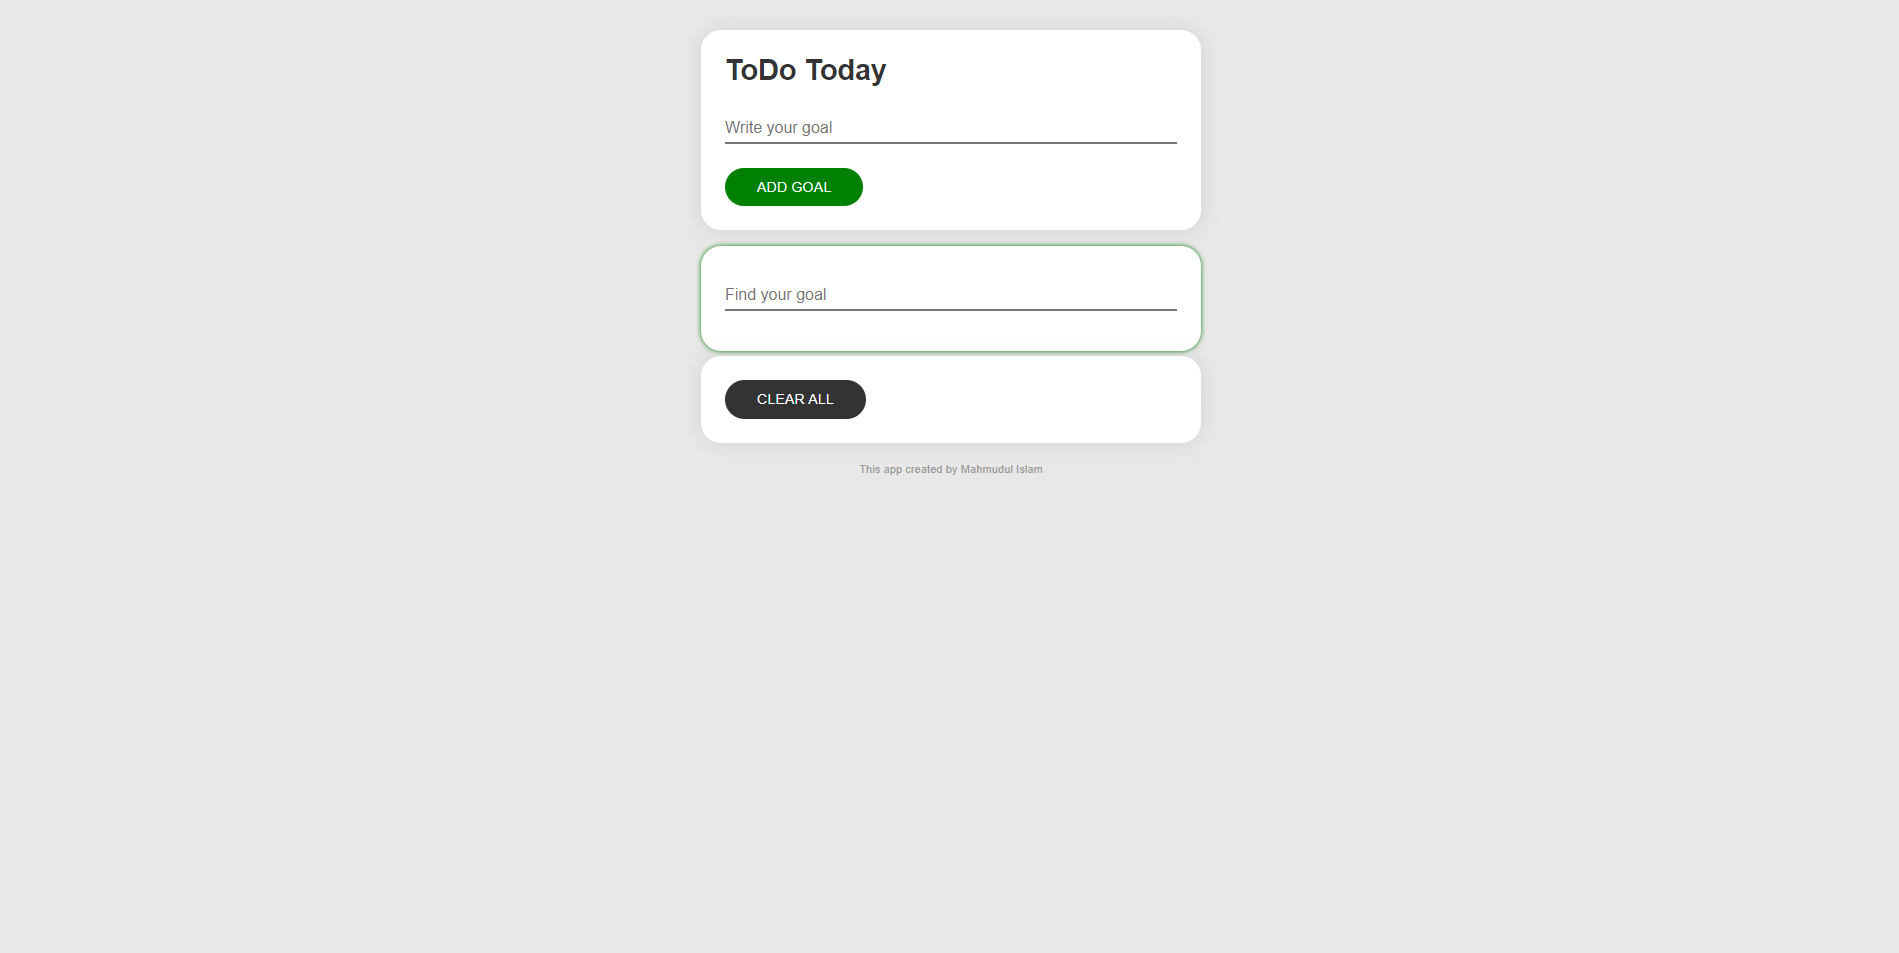 ToDo Today
Write your goal
ADD GOAL
Find your goal
CLEAR ALL
This app created by Mahmudul Islam